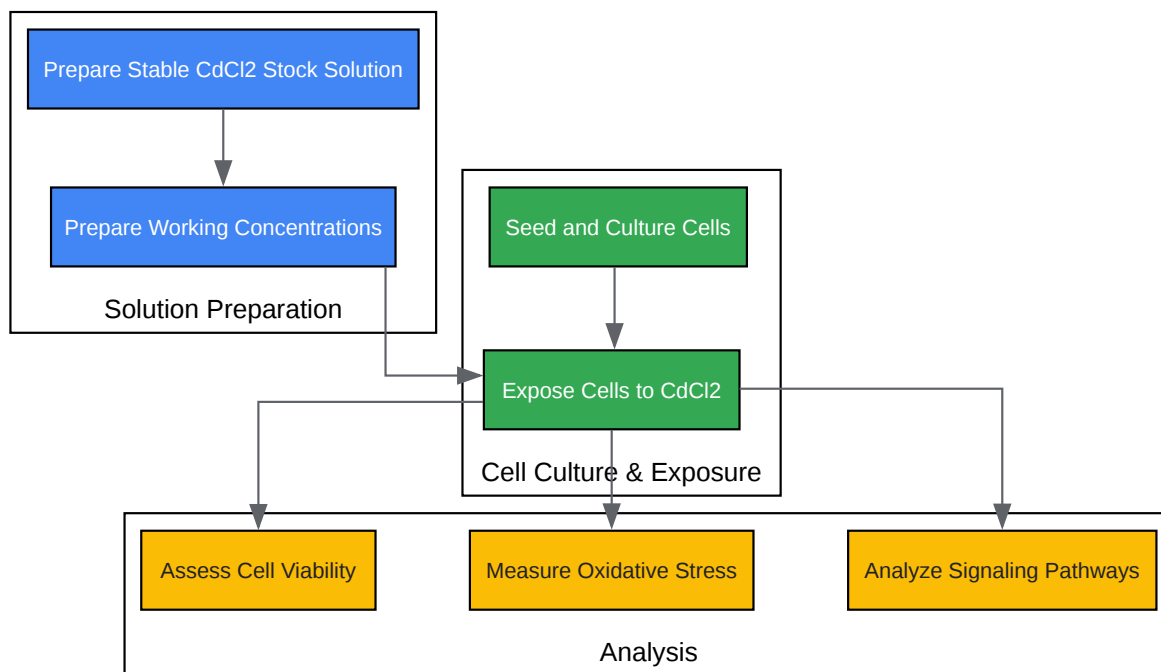 Prepare Stable CdCl2 Stock Solution
Prepare Working Concentrations
Solution Preparation
Seed and Culture Cells
Expose Cells to CdCl2
Cell Culture & Exposure
Assess Cell Viability
Measure Oxidative Stress
Analyze Signaling Pathways
Analysis